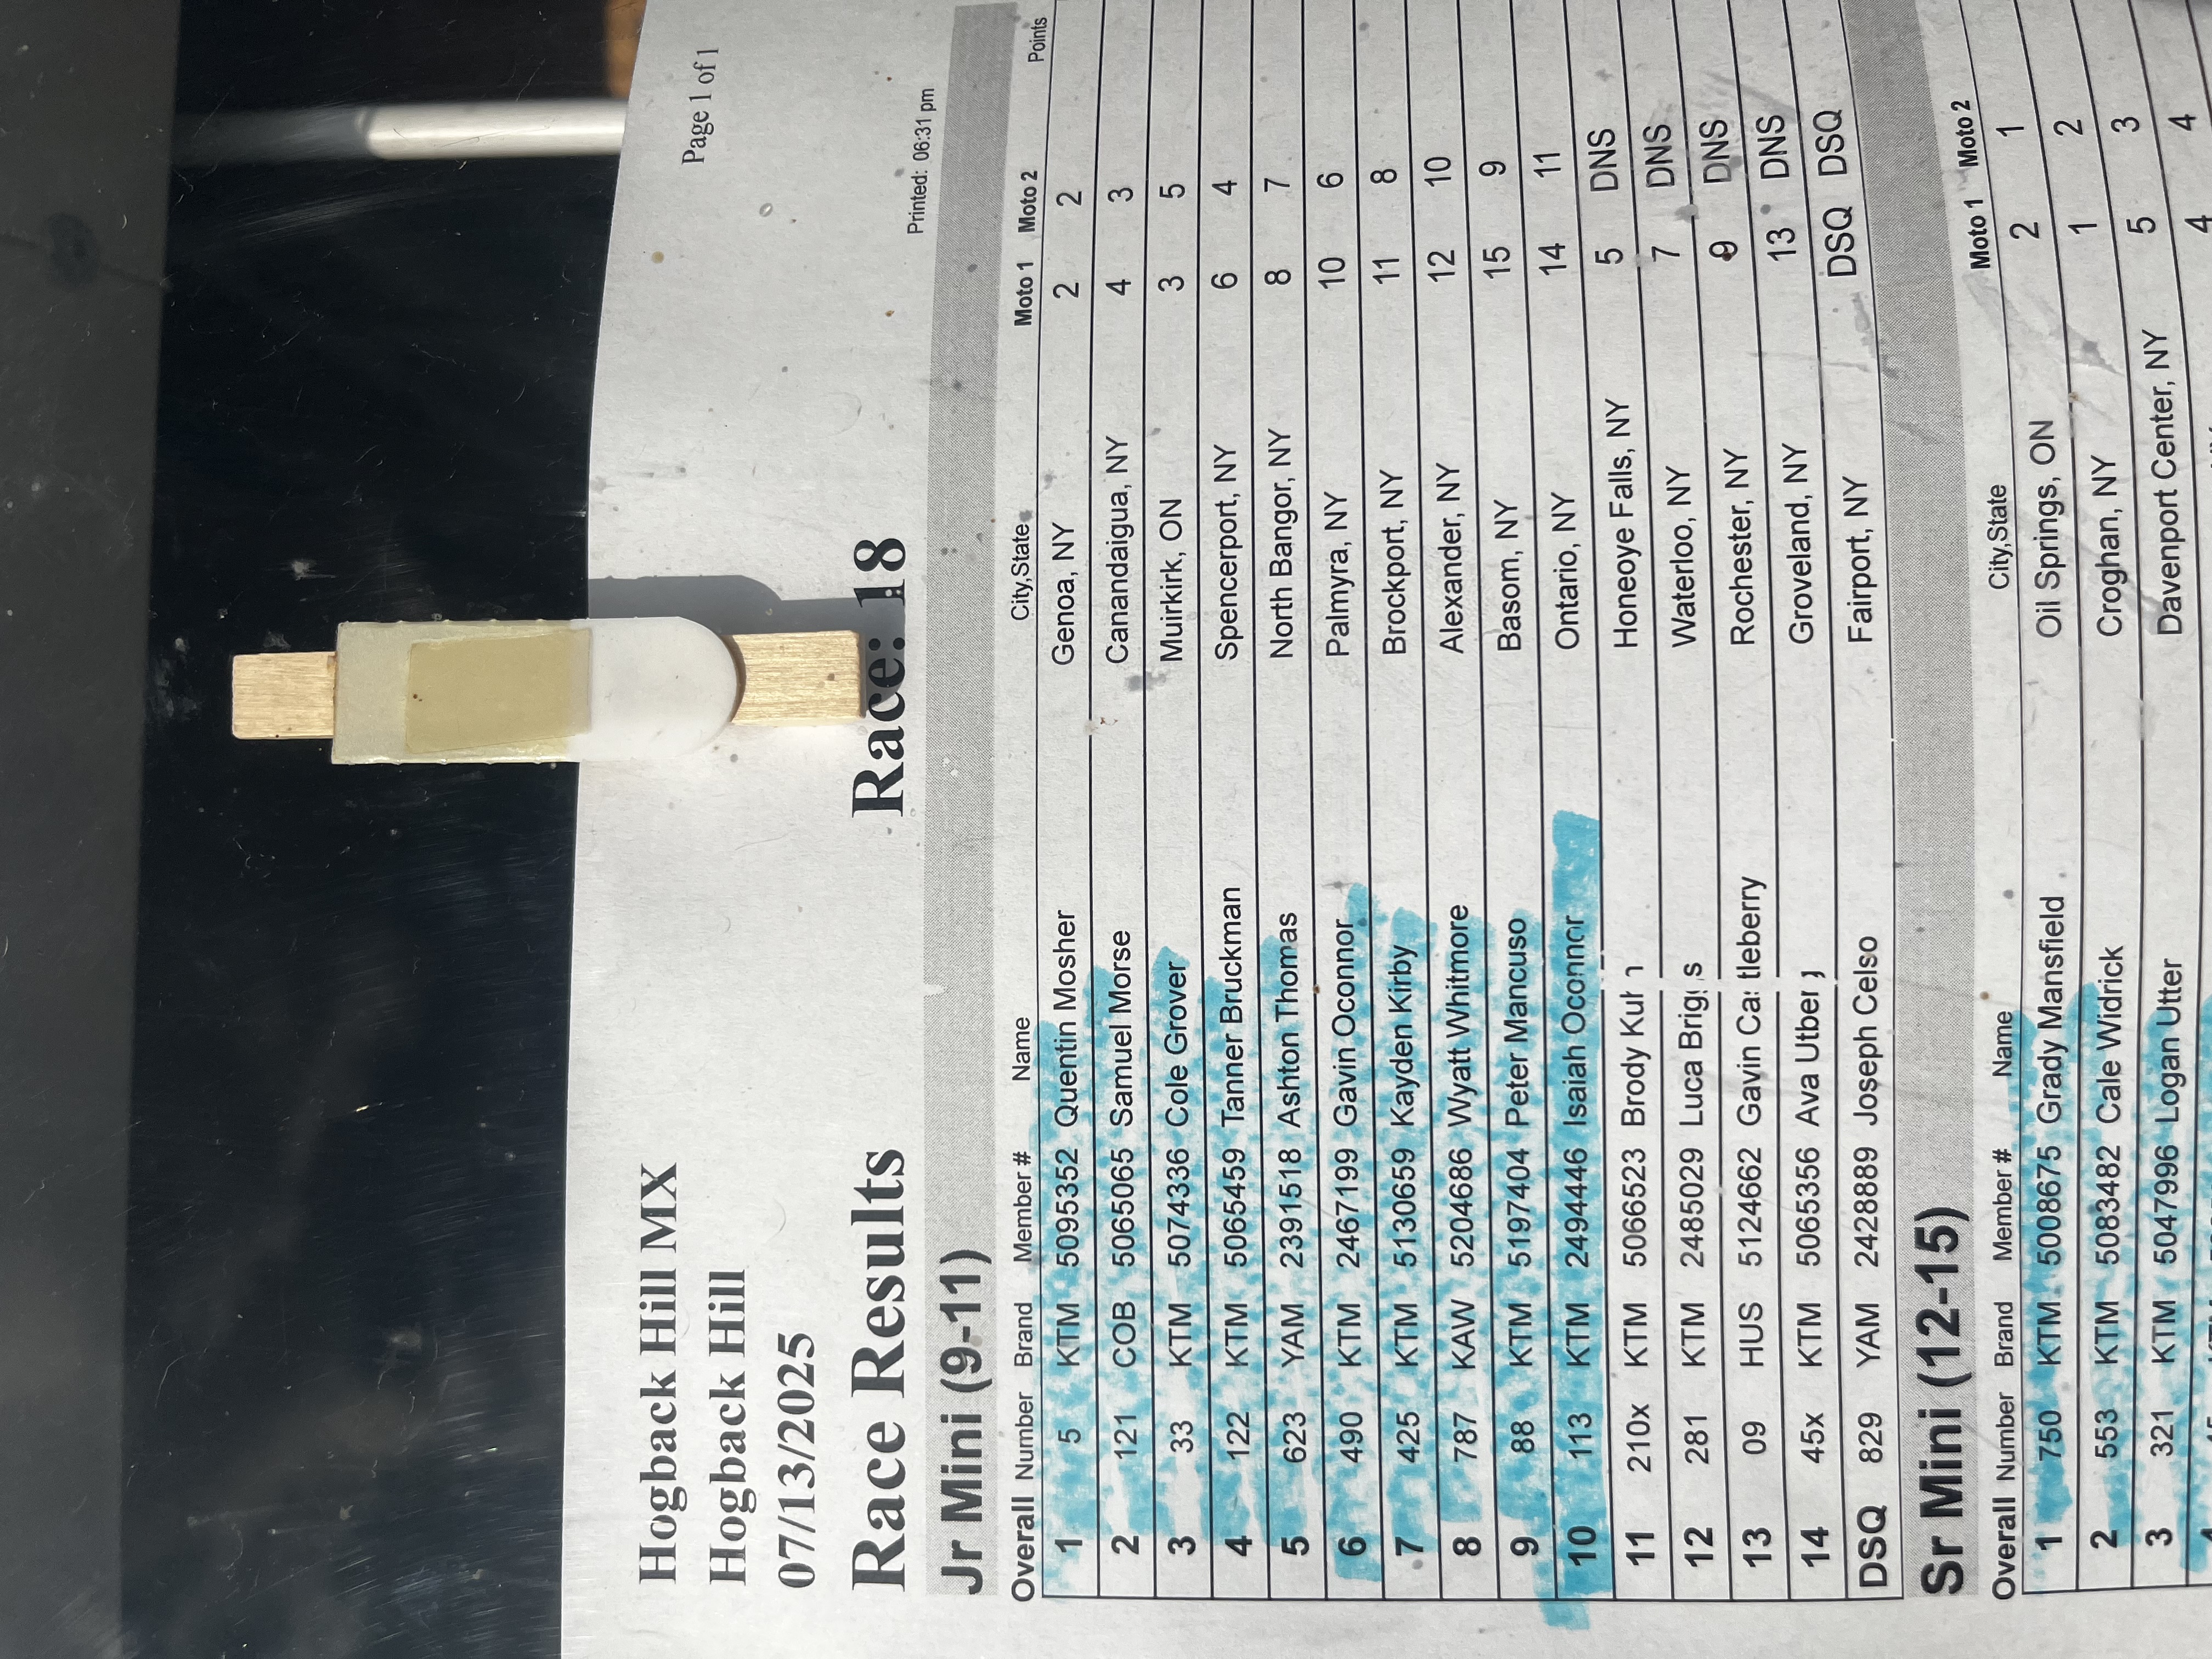 Page 1 of 1
Hogback Hill MX
Hogback Hill
07/13/2025
Printed: 06:31 pm
Race Results Race: 18
Jr Mini (9-11)
Overall Number Brand Member # Name City,State Moto 1 Moto 2 Points
1 5 KTM 5095352 Quentin Mosher Genoa, NY 2 2
2 121 COB 5065065 Samuel Morse Canandaigua, NY 4 3
3 33 KTM 5074336 Cole Grover Muirkirk, ON 3 5
4 122 KTM 5065459 Tanner Bruckman Spencerport, NY 6 4
5 623 YAM 23915518 Ashton Thomas North Bangor, NY 8 7
6 490 KTM 2467199 Gavin Oconnor Palmyra, NY 10 6
7 425 KTM 5130659 Kayden Kirby Brockport, NY 11 8
8 787 KAW 5204686 Wyatt Whitmore Alexander, NY 12 10
9 88 KTM 5197404 Peter Mancuso Basom, NY 15 9
10 113 KTM 2494446 Isaiah Oconnor Ontario, NY 14 11
11 210x KTM 5066523 Brody Honeoye Falls, NY 5 DNS
12 281 KTM 2485029 Luca Briggs Waterloo, NY 7 DNS
13 09 HUS 5124662 Gavin Rochester, NY 9 DNS
14 45x KTM 5065356 Ava Groveland, NY 13 DNS
DSQ 829 YAM 2428889 Joseph Celso Fairport, NY DSQ DSQ
Sr Mini (12-15)
Overall Number Brand Member # Name City,State Moto 1 Moto 2
1 750 KTM 5008675 Grady Mansfield Oil Springs, ON 2 1
2 553 KTM 5083482 Cale Widrick Croghan, NY 1 2
3 321 KTM 5047996 Logan Utter Davenport Center, NY 5 3
4 4